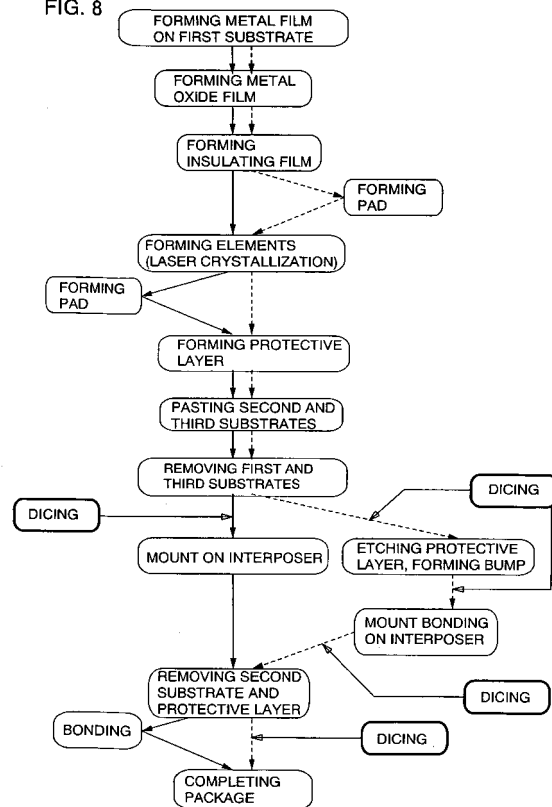 FIG. 8
FORMING METAL FILM
ON FIRST SUBSTRATE
FORMING METAL
OXIDE FILM
FORMING
INSULATING FILM
FORMING
PAD
FORMING ELEMENTS
(LASER CRYSTALLIZATION)
FORMING
PAD
FORMING PROTECTIVE
LAYER
PASTING SECOND AND
THIRD SUBSTRATES
REMOVING FIRST AND
THIRD SUBSTRATES
DICING
DICING
MOUNT ON INTERPOSER
ETCHING PROTECTIVE
LAYER, FORMING BUMP
MOUNT BONDING
ON INTERPOSER
REMOVING SECOND
SUBSTRATE AND
PROTECTIVE LAYER
DICING
BONDING
DICING
COMPLETING
PACKAGE